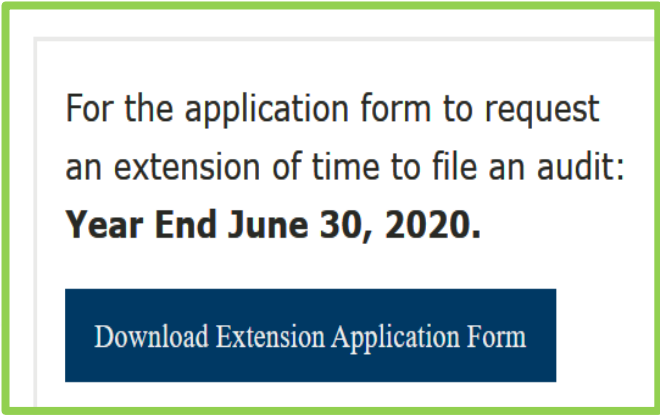 For the application form to request
an extension of time to file an audit:
Year End June 30, 2020.
Download Extension Application Form